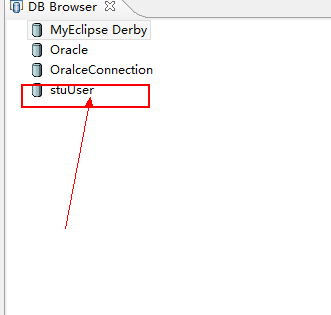 DB Browser
MyEclipse Derby
Oracle
OralceConnection
stuUser